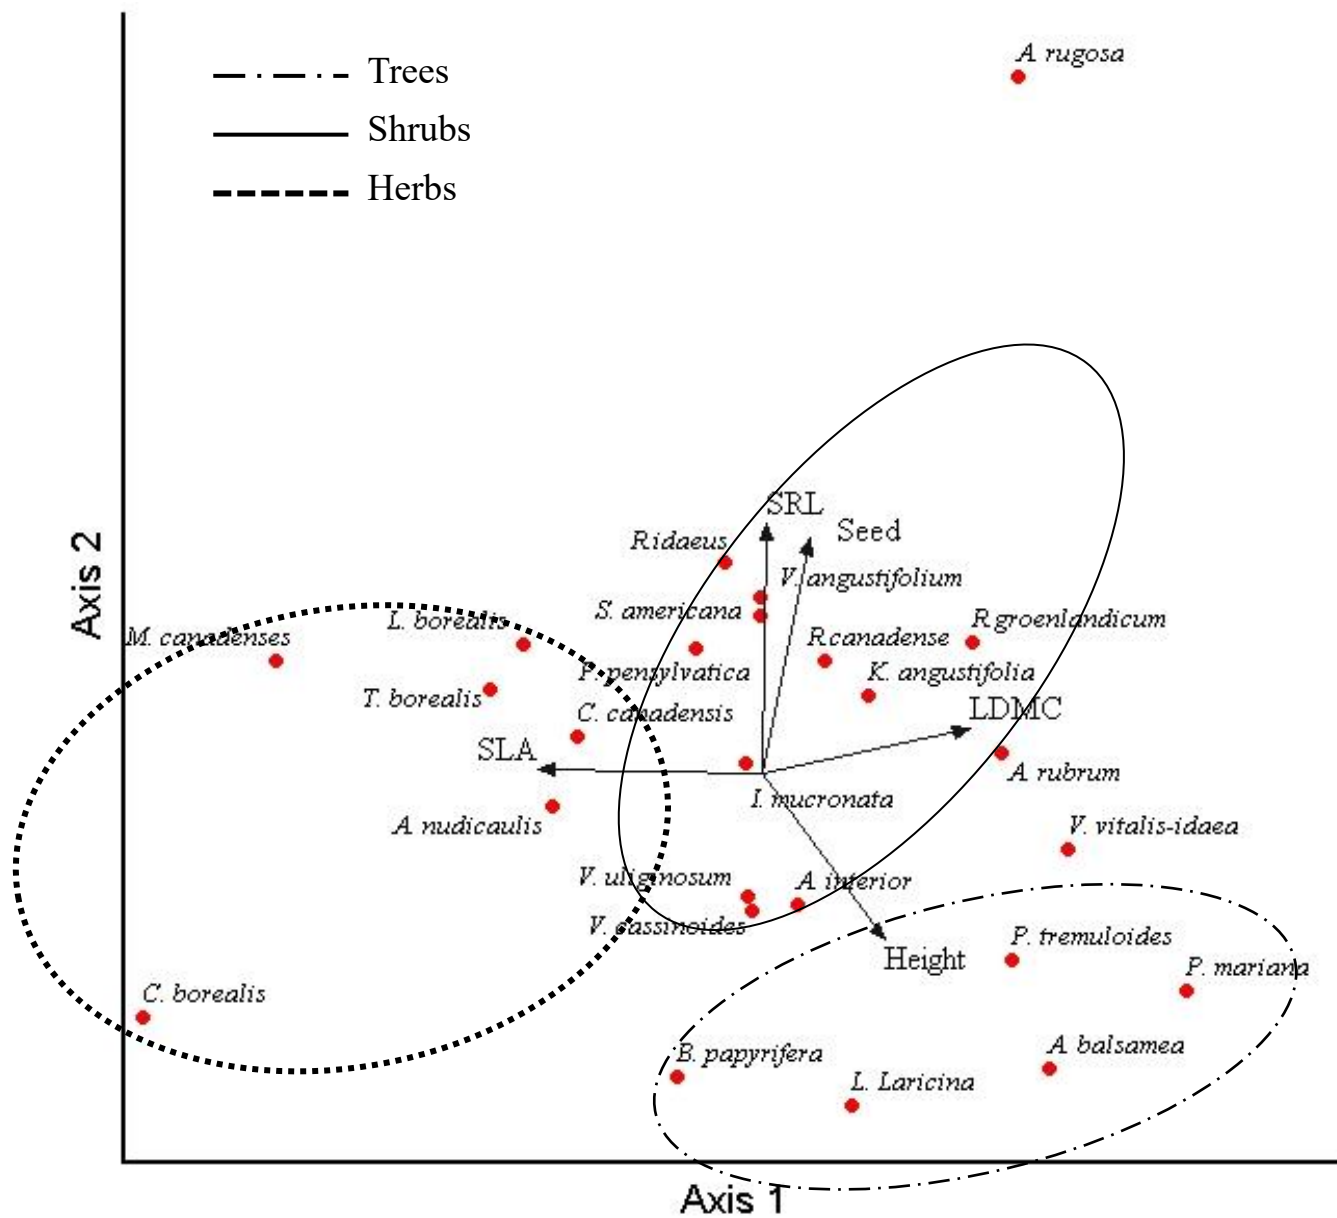 A. rugosa
Trees
Shrubs
Herbs
SRL
Seed
R.idaeus
V. angustifolium
S. americana
R.groenlandicum
L. borealis
M. canadenses
R.canadense
P. pensylvatica
K. angustifolia
T. borealis
C. canadensis
LDMC
SLA
A. rubrum
I. mucronata
A. nudicaulis
V. vitalis-idaea
V. uliginosum
A. inferior
V. cassinoides
Height
P. tremuloides
P. mariana
C. borealis
B. papyrifera
A. balsamea
L. Laricina
Axis 2
Axis 1